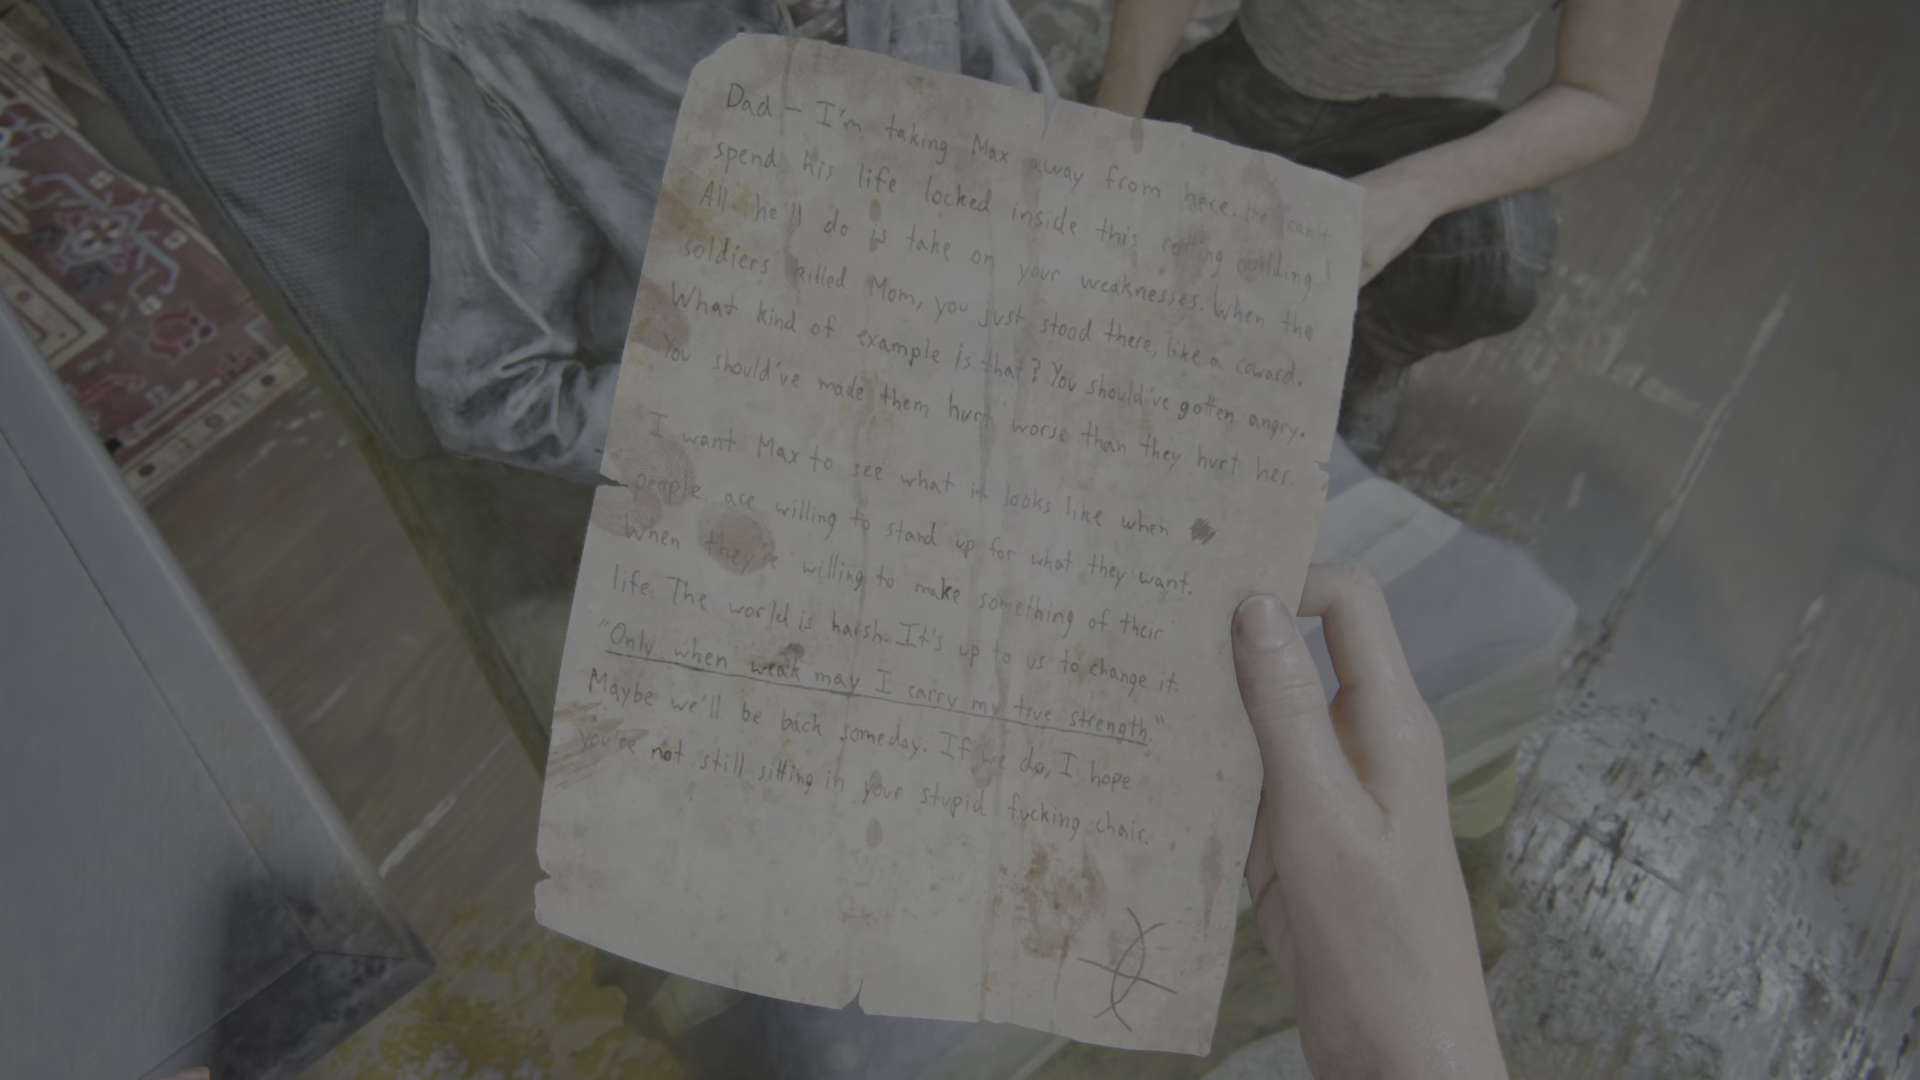 Dad - I'm taking Max away from here. He can't
spend his life locked inside this rotting building!
All he'll do is take on your weaknesses. When the
soldiers killed Mom, you just stood there, like a coward.
What kind of example is that? You should've gotten angry.
You should've made them hurt worse than they hurt her.
I want Max to see what it looks like when
people are willing to stand up for what they want.
When they're willing to make something of their
life. The world is harsh. It's up to us to change it.
"Only when weak may I carry my true strength."
Maybe we'll be back someday. If we do, I hope
you're not still sitting in your stupid fucking chair.